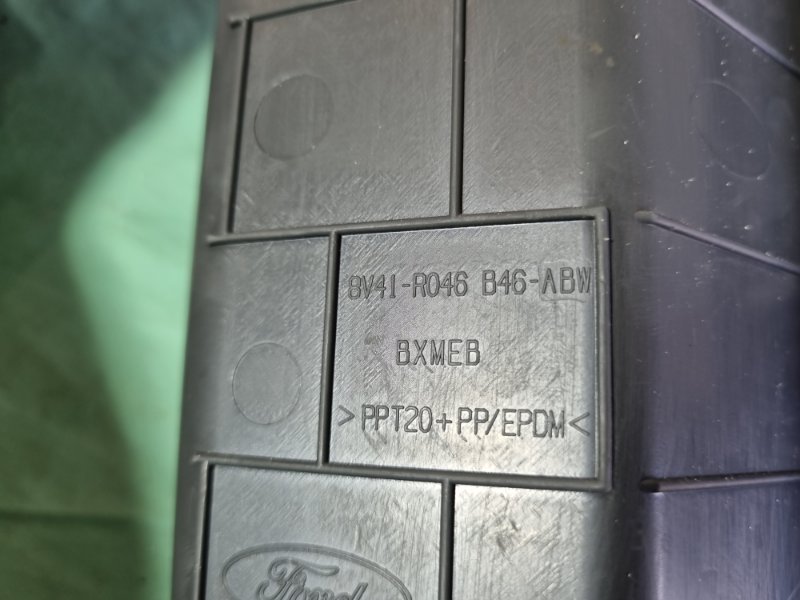 8V41-R046 B46-ABW
BXMEB
>PPT20+PP/EPDM<
Ford